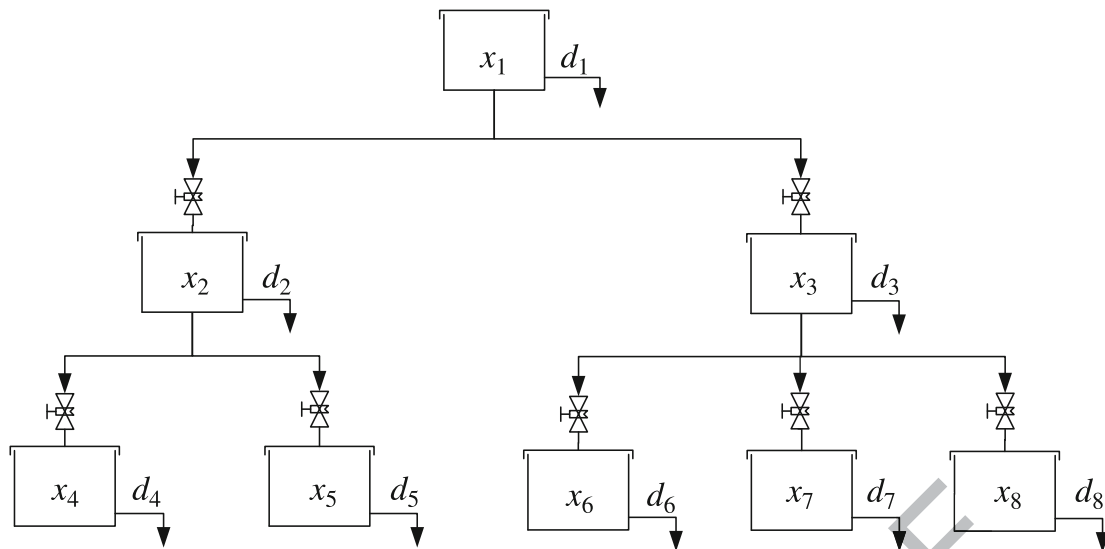 x₁ d₁
x₂ d₂ x₃ d₃
x₄ d₄ x₅ d₅ x₆ d₆ x₇ d₇ x₈ d₈